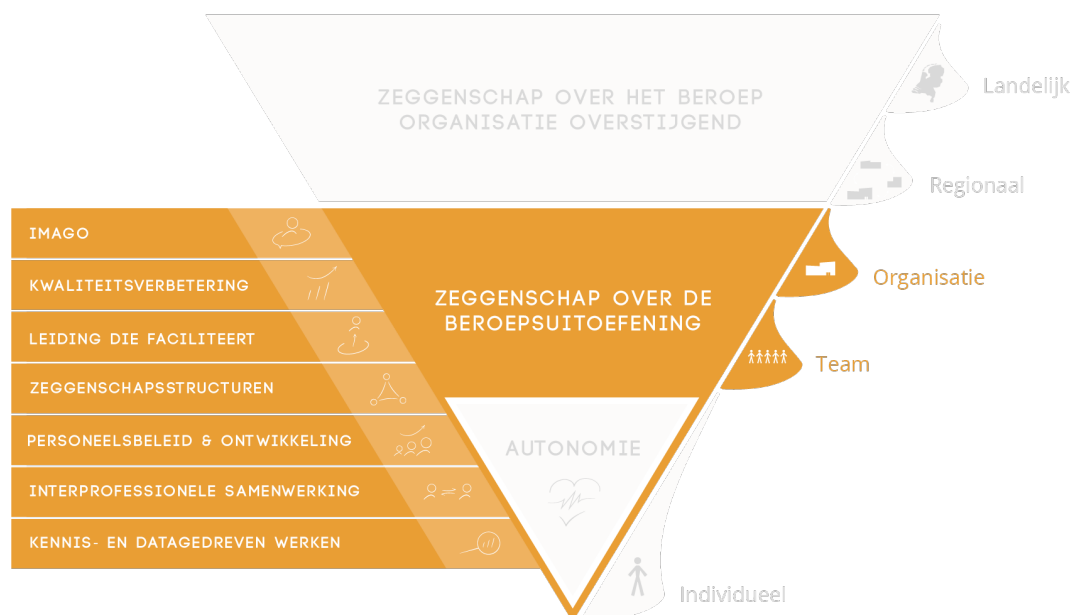 ZEGGENSCHAP OVER HET BEROEP
ORGANISATIE OVERSTIJGEND
Landelijk
Regionaal
IMAGO
KWALITEITSVERBETERING
LEIDING DIE FACILITEERT
ZEGGENSCHAPSSTRUCTUREN
PERSONEELSBELEID & ONTWIKKELING
INTERPROFESSIONELE SAMENWERKING
KENNIS- EN DATAGEDREVEN WERKEN
ZEGGENSCHAP OVER DE
BEROEPSUITOEFENING
Organisatie
Team
AUTONOMIE
Individueel